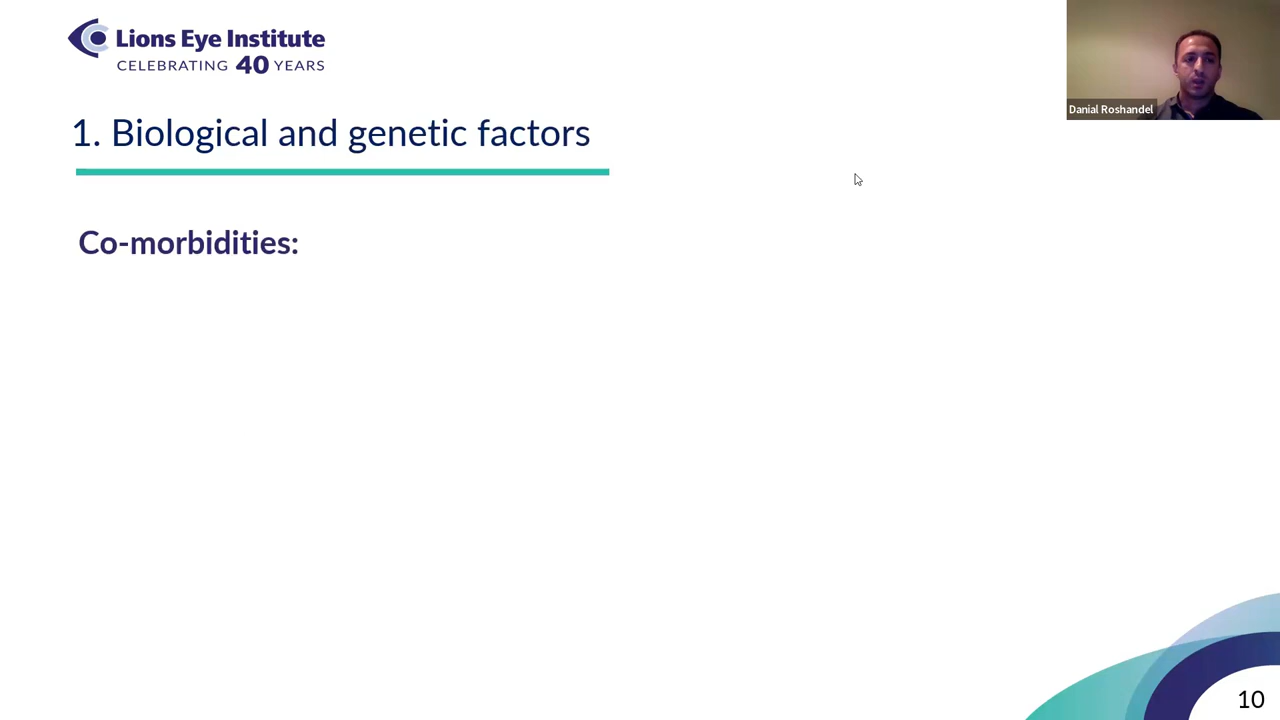 Lions Eye Institute
CELEBRATING 40 YEARS
Danial Roshandel
1. Biological and genetic factors
Co-morbidities:
10